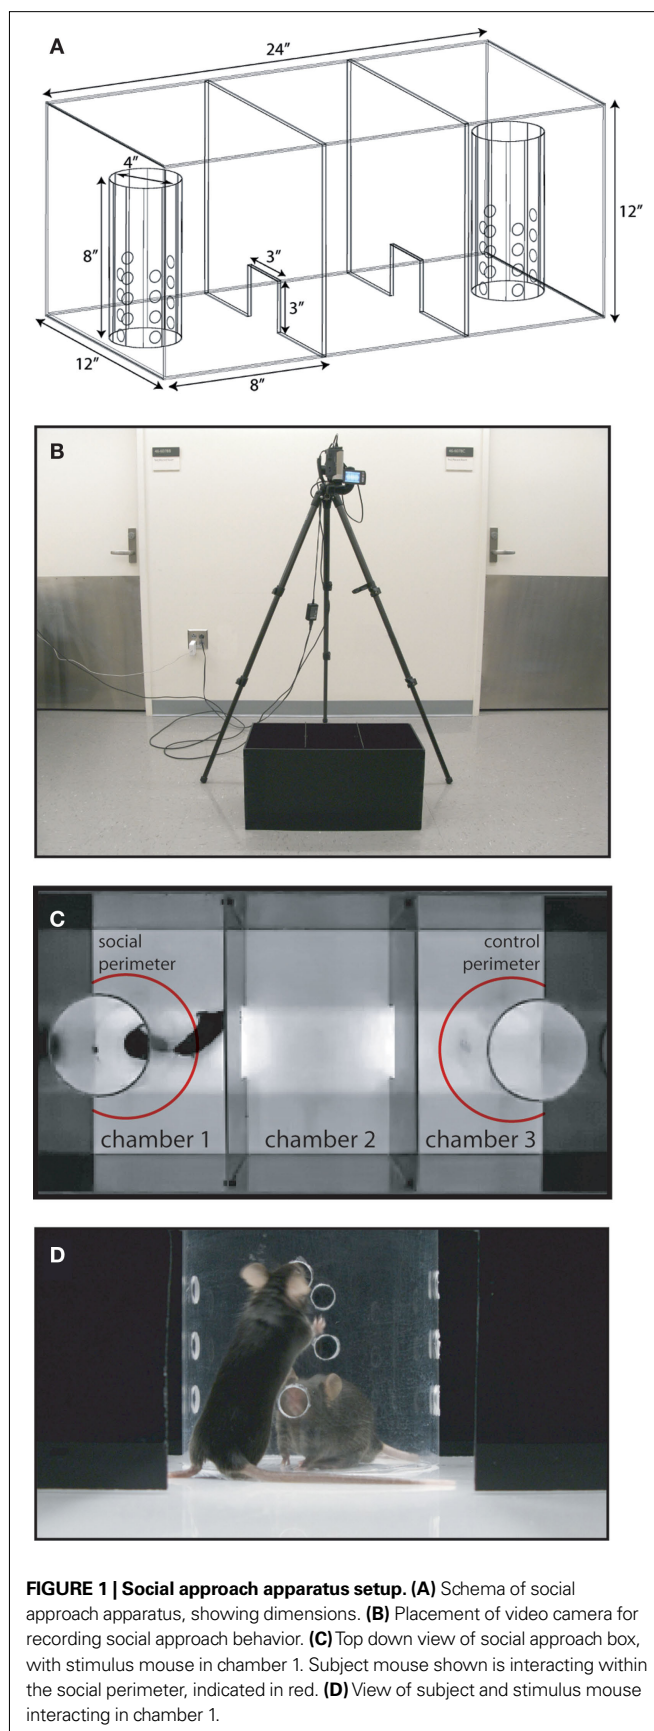 A
24”
4”
8”
3”
3”
12”
12”
8”
B
C
social
perimeter
control
perimeter
chamber 1
chamber 2
chamber 3
D
FIGURE 1 | Social approach apparatus setup. (A) Schema of social
approach apparatus, showing dimensions. (B) Placement of video camera for
recording social approach behavior. (C) Top down view of social approach box,
with stimulus mouse in chamber 1. Subject mouse shown is interacting within
the social perimeter, indicated in red. (D) View of subject and stimulus mouse
interacting in chamber 1.